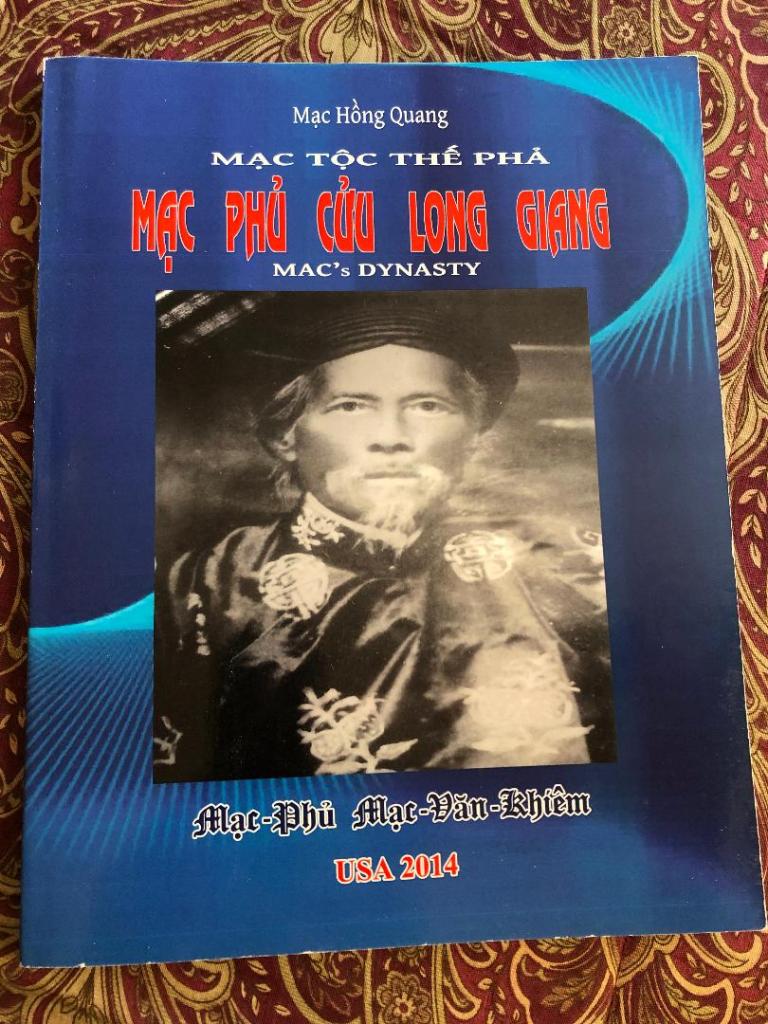 Mạc Hồng Quang
MẠC TỘC THẾ PHẢ
MẠC PHỦ CỬU LONG GIANG
MAC's DYNASTY
Mạc-Phủ Mạc-Văn-Khiêm
USA 2014